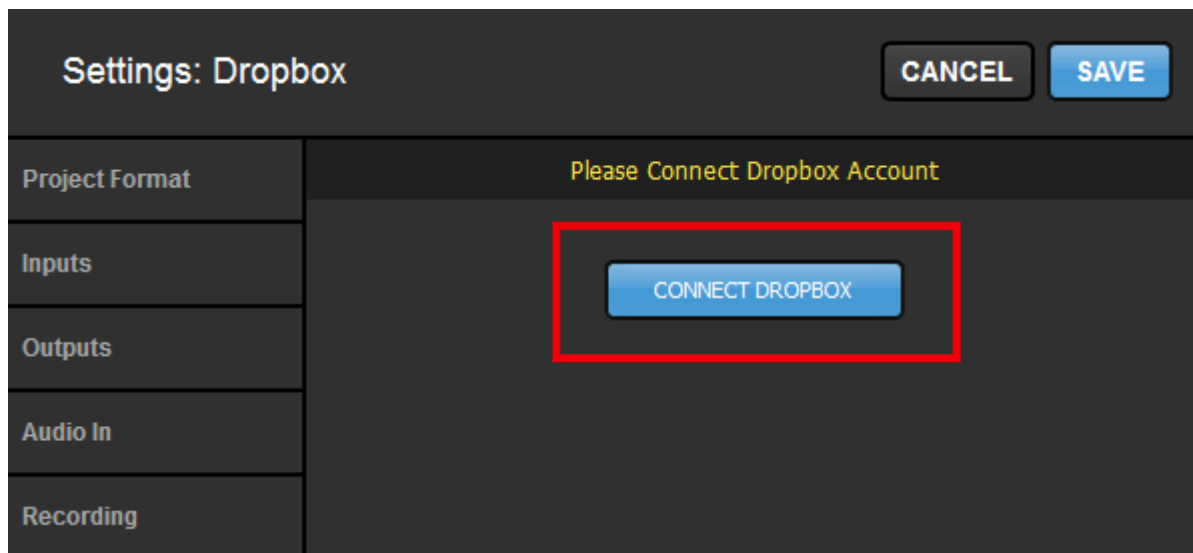 Settings: Dropbox
CANCEL
SAVE
Project Format
Please Connect Dropbox Account
Inputs
CONNECT DROPBOX
Outputs
Audio In
Recording